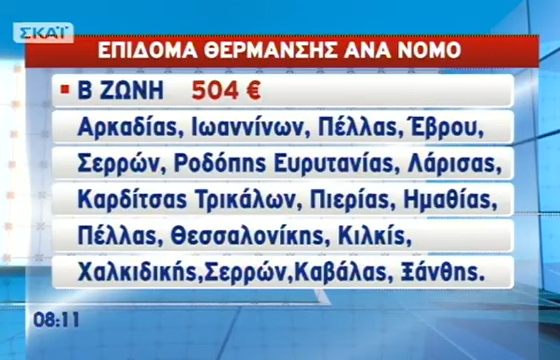 ΣΚΑΪ
ΕΠΙΔΟΜΑ ΘΕΡΜΑΝΣΗΣ ΑΝΑ ΝΟΜΟ
Β ΖΩΝΗ 504 €
Αρκαδίας, Ιωαννίνων, Πέλλας, Έβρου,
Σερρών, Ροδόπης Ευρυτανίας, Λάρισας,
Καρδίτσας Τρικάλων, Πιερίας, Ημαθίας,
Πέλλας, Θεσσαλονίκης, Κιλκίς,
Χαλκιδικής,Σερρών,Καβάλας, Ξάνθης.
08:11